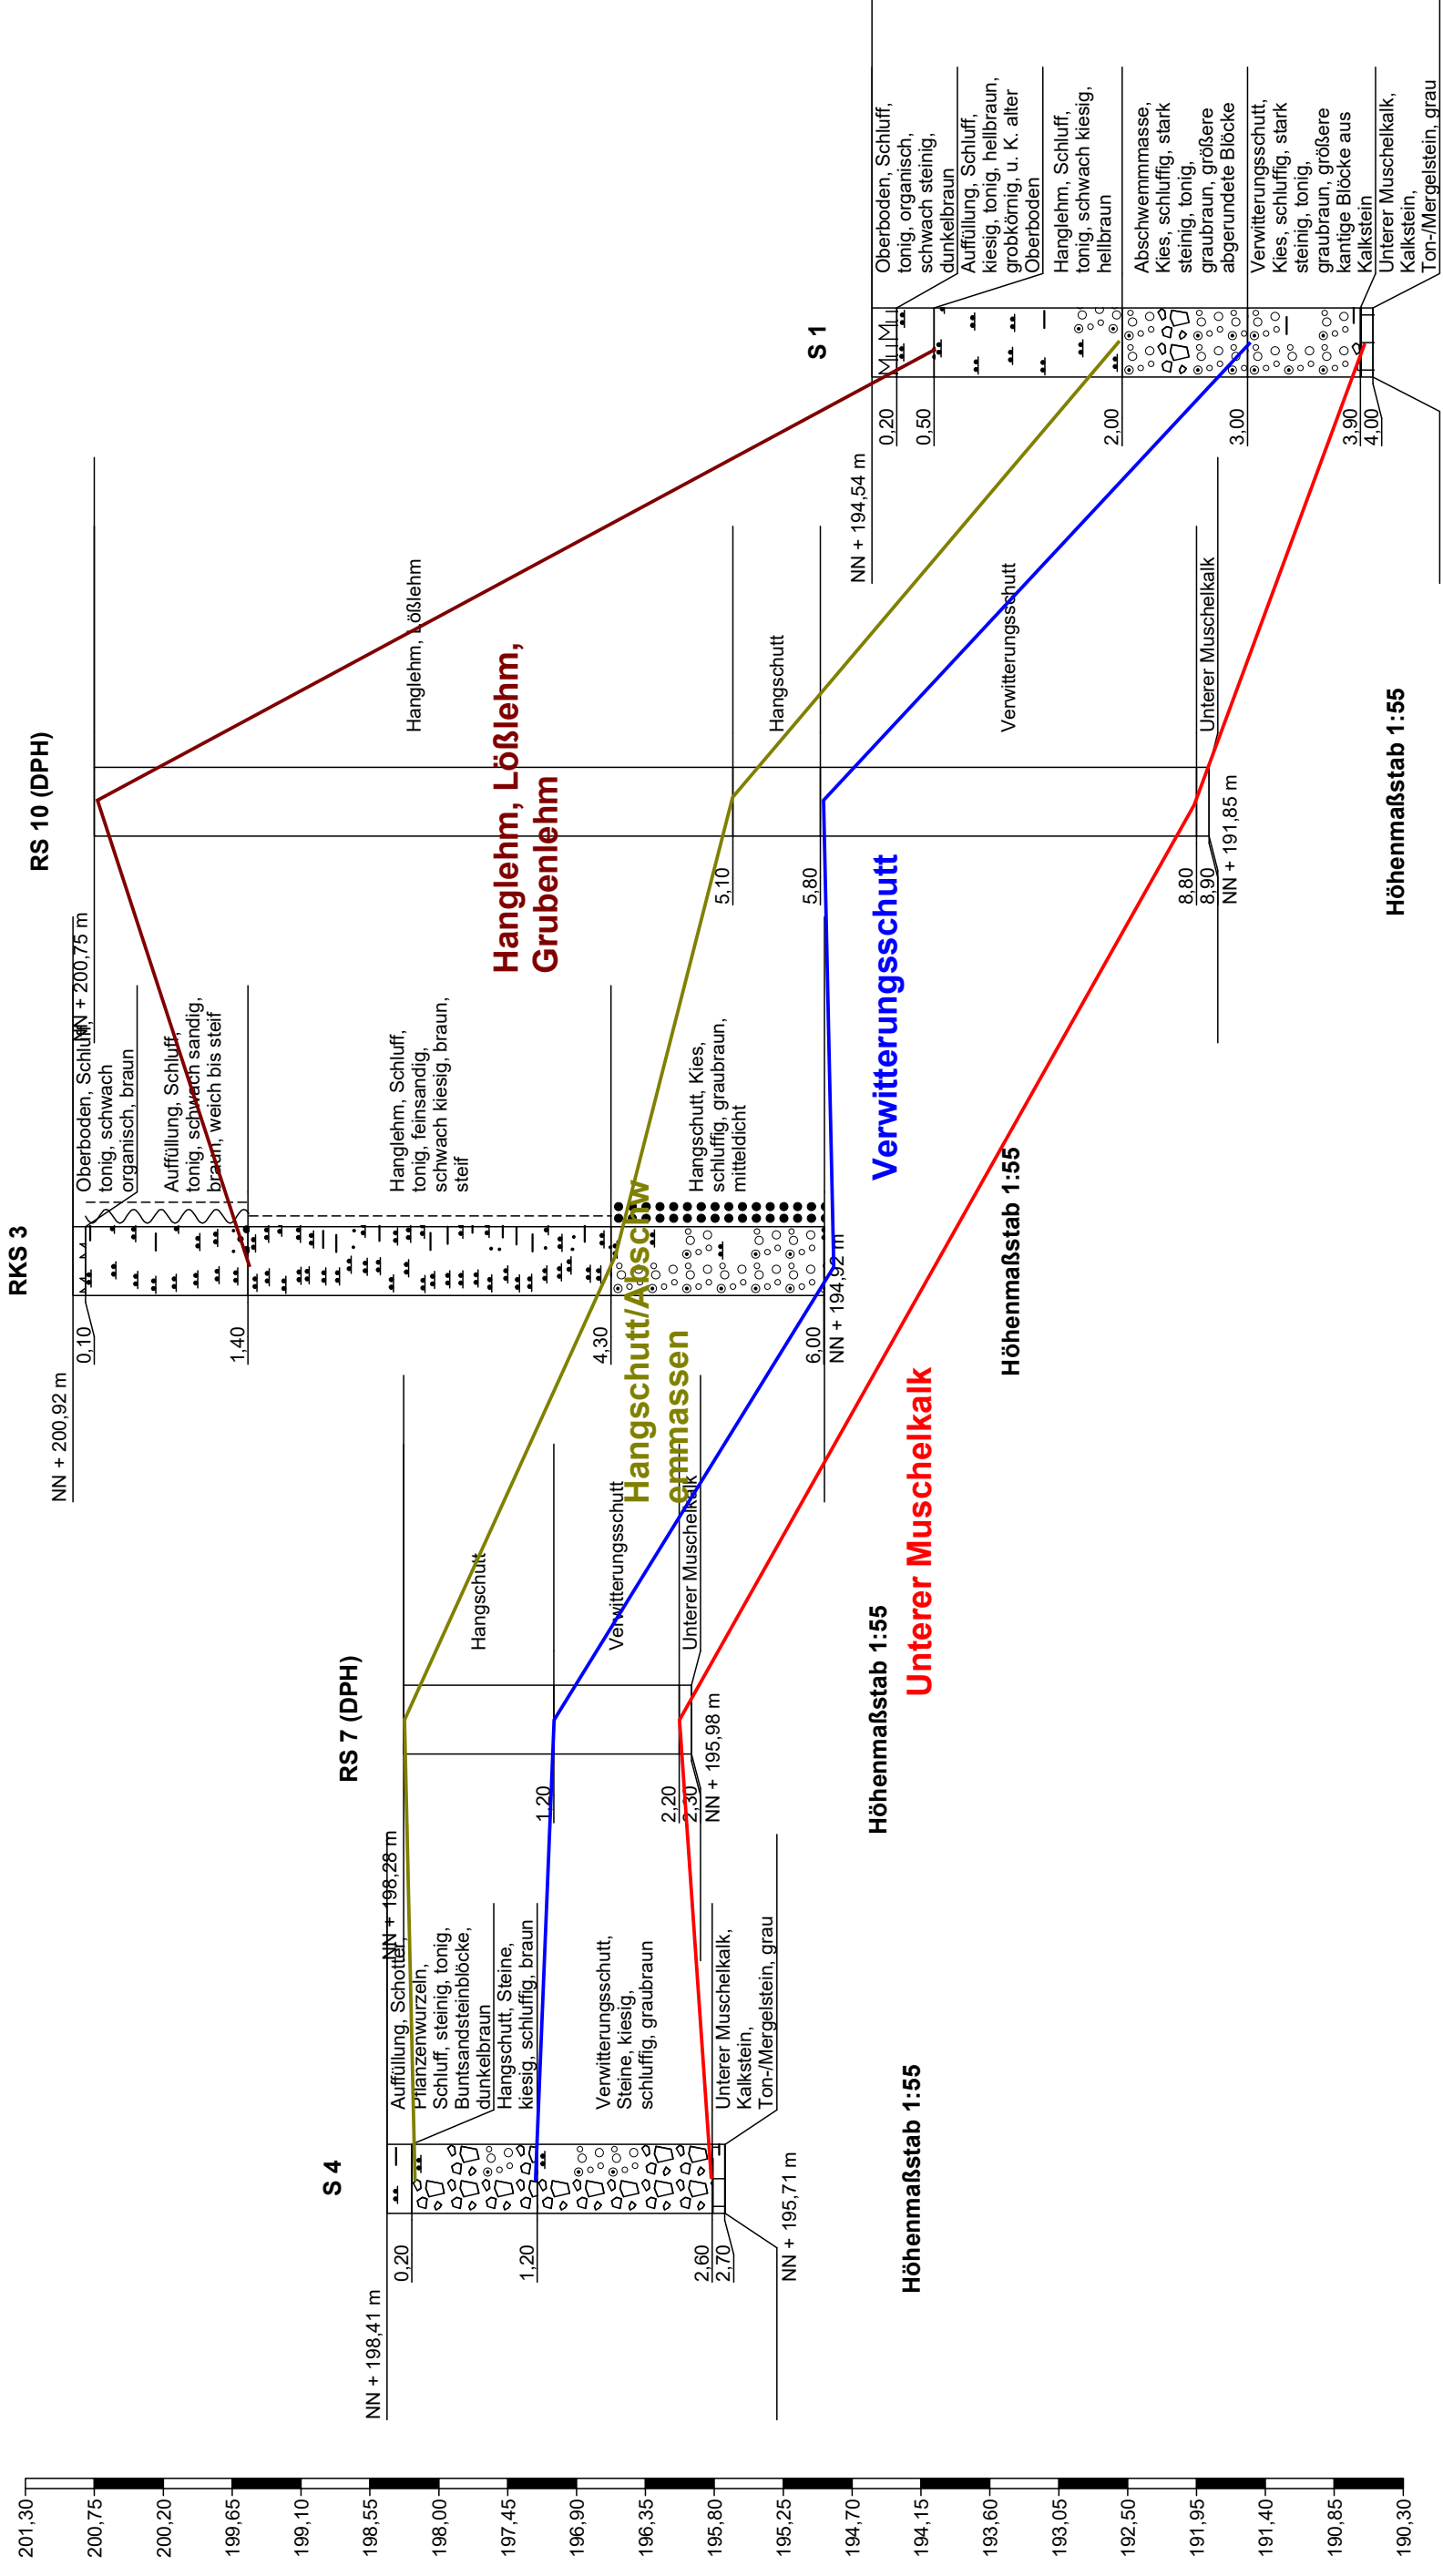 201,30
200,75
200,20
199,65
199,10
198,55
198,00
197,45
196,90
196,35
195,80
195,25
194,70
194,15
193,60
193,05
192,50
191,95
191,40
190,85
190,30
S 4
NN + 198,41 m
0,20
1,20
2,60
2,70
NN + 195,71 m
Auffüllung, Schotter,
Pflanzenwurzeln,
Schluff, steinig, tonig,
Buntsandsteinblöcke,
dunkelbraun
Hangschutt, Steine,
kiesig, schluffig, braun
Verwitterungsschutt,
Steine, kiesig,
schluffig, graubraun
Unterer Muschelkalk,
Kalkstein,
Ton-/Mergelstein, grau
Höhenmaßstab 1:55
RS 7 (DPH)
NN + 198,28 m
1,20
2,20
2,30
NN + 195,98 m
Hangschutt
Verwitterungsschutt
Unterer Muschelkalk
Höhenmaßstab 1:55
RKS 3
NN + 200,92 m
0,10
1,40
4,30
6,00
NN + 194,92 m
Oberboden, Schluff,
tonig, schwach
organisch, braun
Auffüllung, Schluff,
tonig, schwach sandig,
braun, weich bis steif
Hanglehm, Schluff,
tonig, feinsandig,
schwach kiesig, braun,
steif
Hangschutt, Kies,
schluffig, graubraun,
mitteldicht
Höhenmaßstab 1:55
RS 10 (DPH)
NN + 200,75 m
5,10
5,80
8,80
8,90
NN + 191,85 m
Hanglehm, Lößlehm
Hangschutt
Verwitterungsschutt
Unterer Muschelkalk
Höhenmaßstab 1:55
S 1
NN + 194,54 m
0,20
0,50
2,00
3,00
3,90
4,00
Oberboden, Schluff,
tonig, organisch,
schwach steinig,
dunkelbraun
Auffüllung, Schluff,
kiesig, tonig, hellbraun,
grobkörnig, u. K. alter
Oberboden
Hanglehm, Schluff,
tonig, schwach kiesig,
hellbraun
Abschwemmmasse,
Kies, schluffig, stark
steinig, tonig,
graubraun, größere
abgerundete Blöcke
Verwitterungsschutt,
Kies, schluffig, stark
steinig, tonig,
graubraun, größere
kantige Blöcke aus
Kalkstein
Unterer Muschelkalk,
Kalkstein,
Ton-/Mergelstein, grau
Hanglehm, Lößlehm,
Grubenlehm
Hangschutt/Abschw
emmassen
Verwitterungsschutt
Unterer Muschelkalk